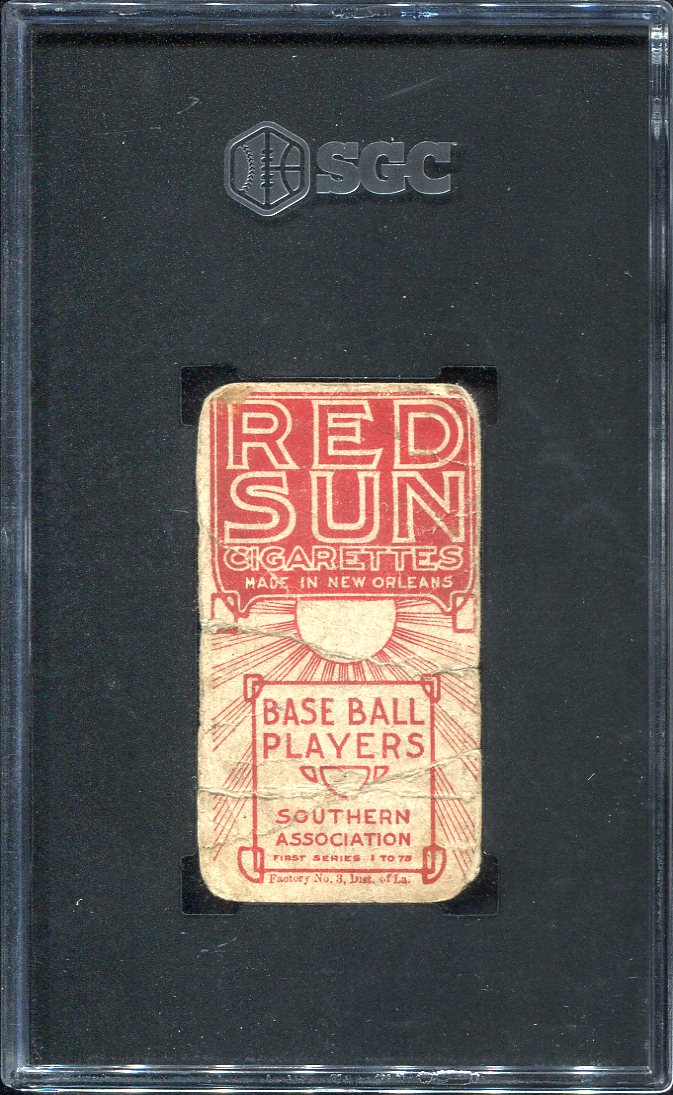 SGC
RED
SUN
CIGARETTES
MADE IN NEW ORLEANS
BASE BALL
PLAYERS
SOUTHERN
ASSOCIATION
FIRST SERIES 1 TO 75
Factory No. 3, Dist. of La.